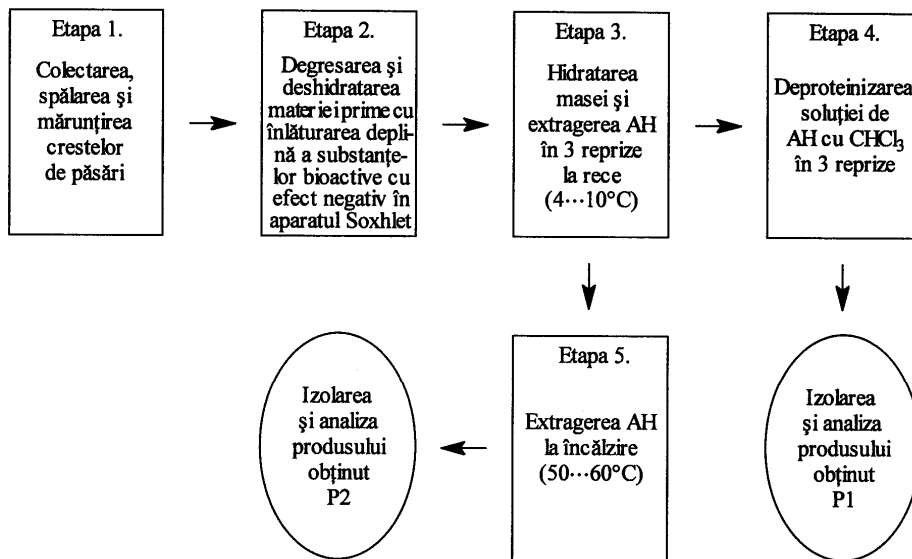 Etapa 1.
Colectarea,
spălarea şi
mărunţirea
crestelor
de păsări
Etapa 2.
Degresarea şi
deshidratarea
materiei prime cu
înlăturarea depli-
nă a substanţe-
lor bioactive cu
efect negativ în
aparatul Soxhlet
Etapa 3.
Hidratarea
masei şi
extragerea AH
în 3 reprize
la rece
(4···10°C)
Etapa 4.
Deproteinizarea
soluţiei de
AH cu CHCl₃
în 3 reprize
Izolarea
şi analiza
produsului
obţinut
P2
Etapa 5.
Extragerea AH
la încălzire
(50···60°C)
Izolarea
şi analiza
produsului
obţinut
P1